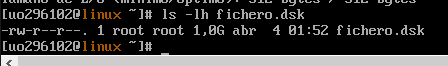 [uo296102@linux ~]# ls -lh fichero.dsk
-rw-r--r--. 1 root root 1,0G abr  4 01:52 fichero.dsk
[uo296102@linux ~]#